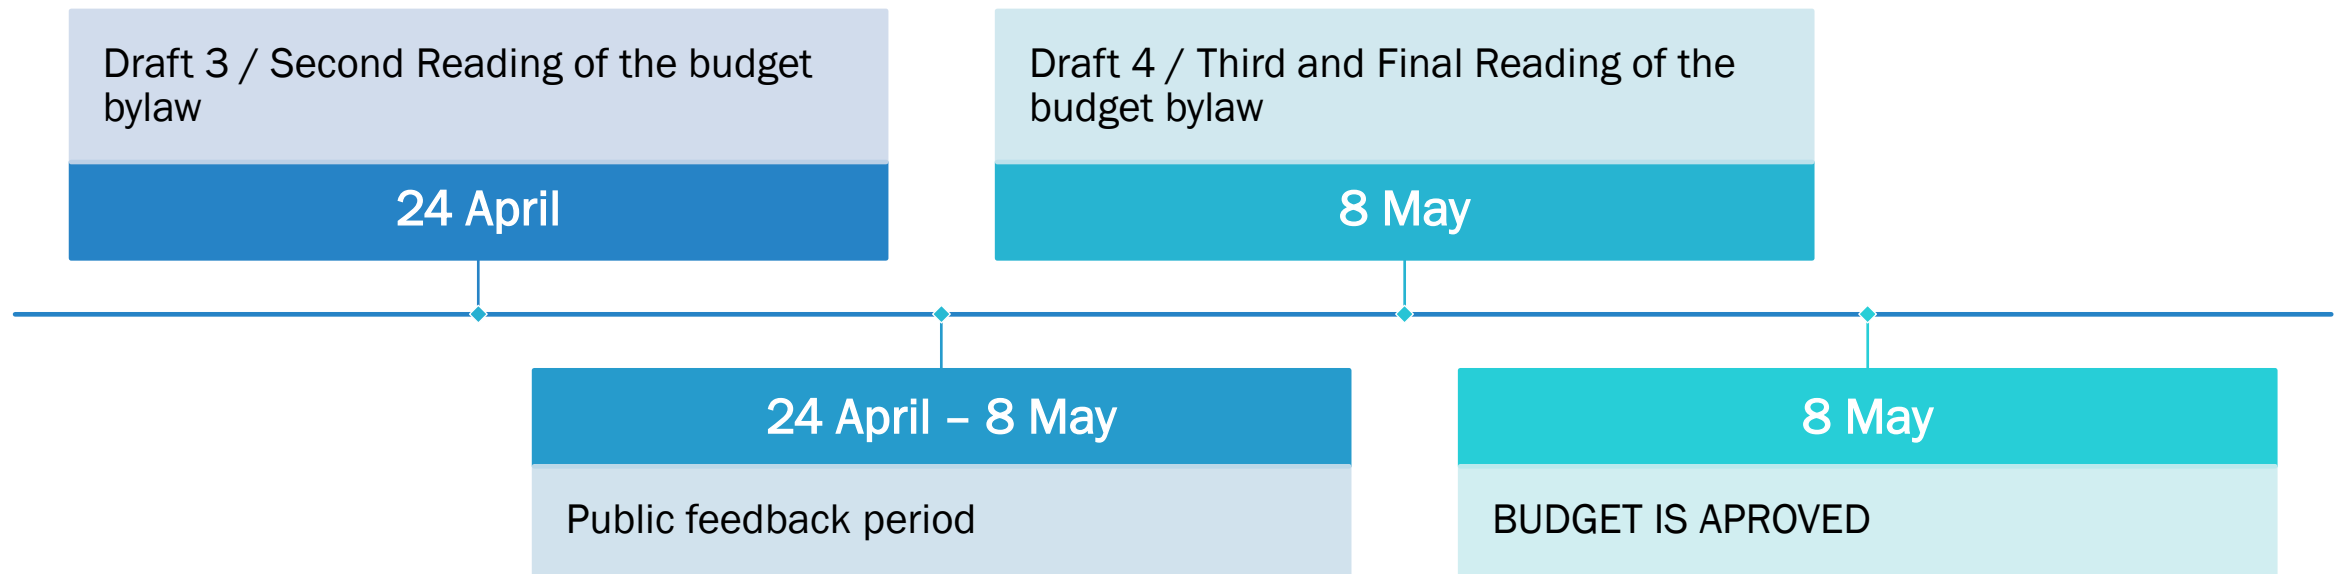 Draft 3 / Second Reading of the budget
bylaw
24 April
24 April – 8 May
Public feedback period
Draft 4 / Third and Final Reading of the
budget bylaw
8 May
8 May
BUDGET IS APROVED